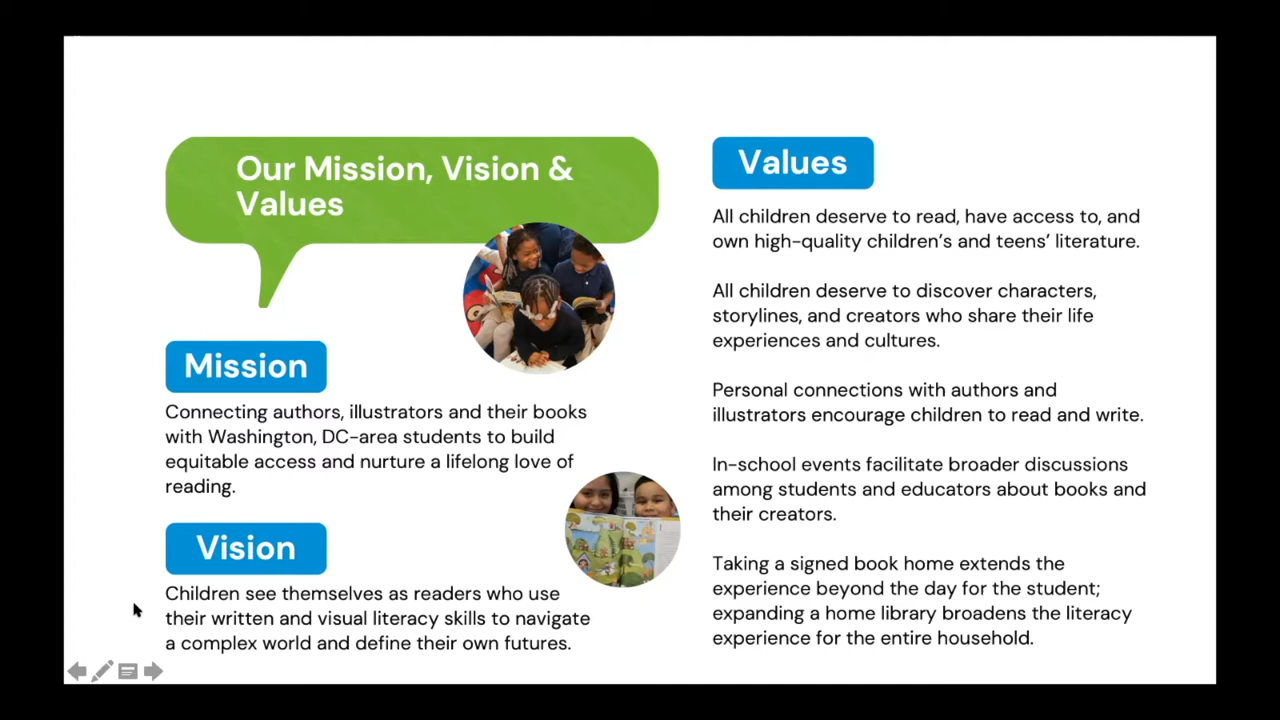 Our Mission, Vision &
Values
Mission
Connecting authors, illustrators and their books
with Washington, DC-area students to build
equitable access and nurture a lifelong love of
reading.
Vision
Children see themselves as readers who use
their written and visual literacy skills to navigate
a complex world and define their own futures.
Values
All children deserve to read, have access to, and
own high-quality children’s and teens’ literature.
All children deserve to discover characters,
storylines, and creators who share their life
experiences and cultures.
Personal connections with authors and
illustrators encourage children to read and write.
In-school events facilitate broader discussions
among students and educators about books and
their creators.
Taking a signed book home extends the
experience beyond the day for the student;
expanding a home library broadens the literacy
experience for the entire household.